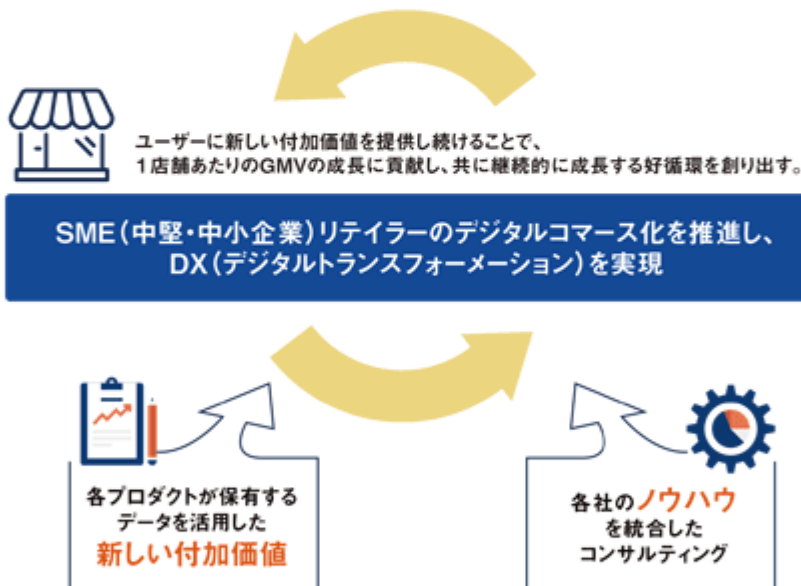 ユーザーに新しい付加価値を提供し続けることで、
1店舗あたりのGMVの成長に貢献し、共に継続的に成長する好循環を創り出す。
SME(中堅・中小企業)リテイラーのデジタルコマース化を推進し、
DX(デジタルトランスフォーメーション)を実現
各プロダクトが保有する
データを活用した
新しい付加価値
各社のノウハウ
を統合した
コンサルティング